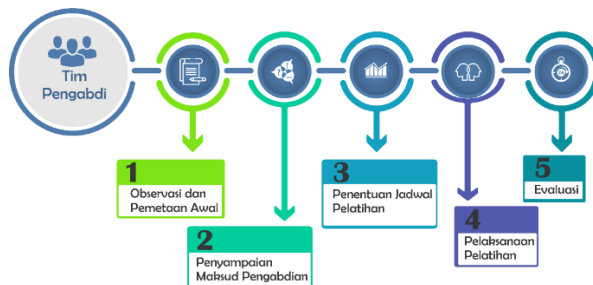 Tim
Pengabdi
1
Observasi dan
Pemetaan Awal
2
Penyampaian
Maksud Pengabdian
3
Penentuan Jadwal
Pelatihan
4
Pelaksanaan
Pelatihan
5
Evaluasi